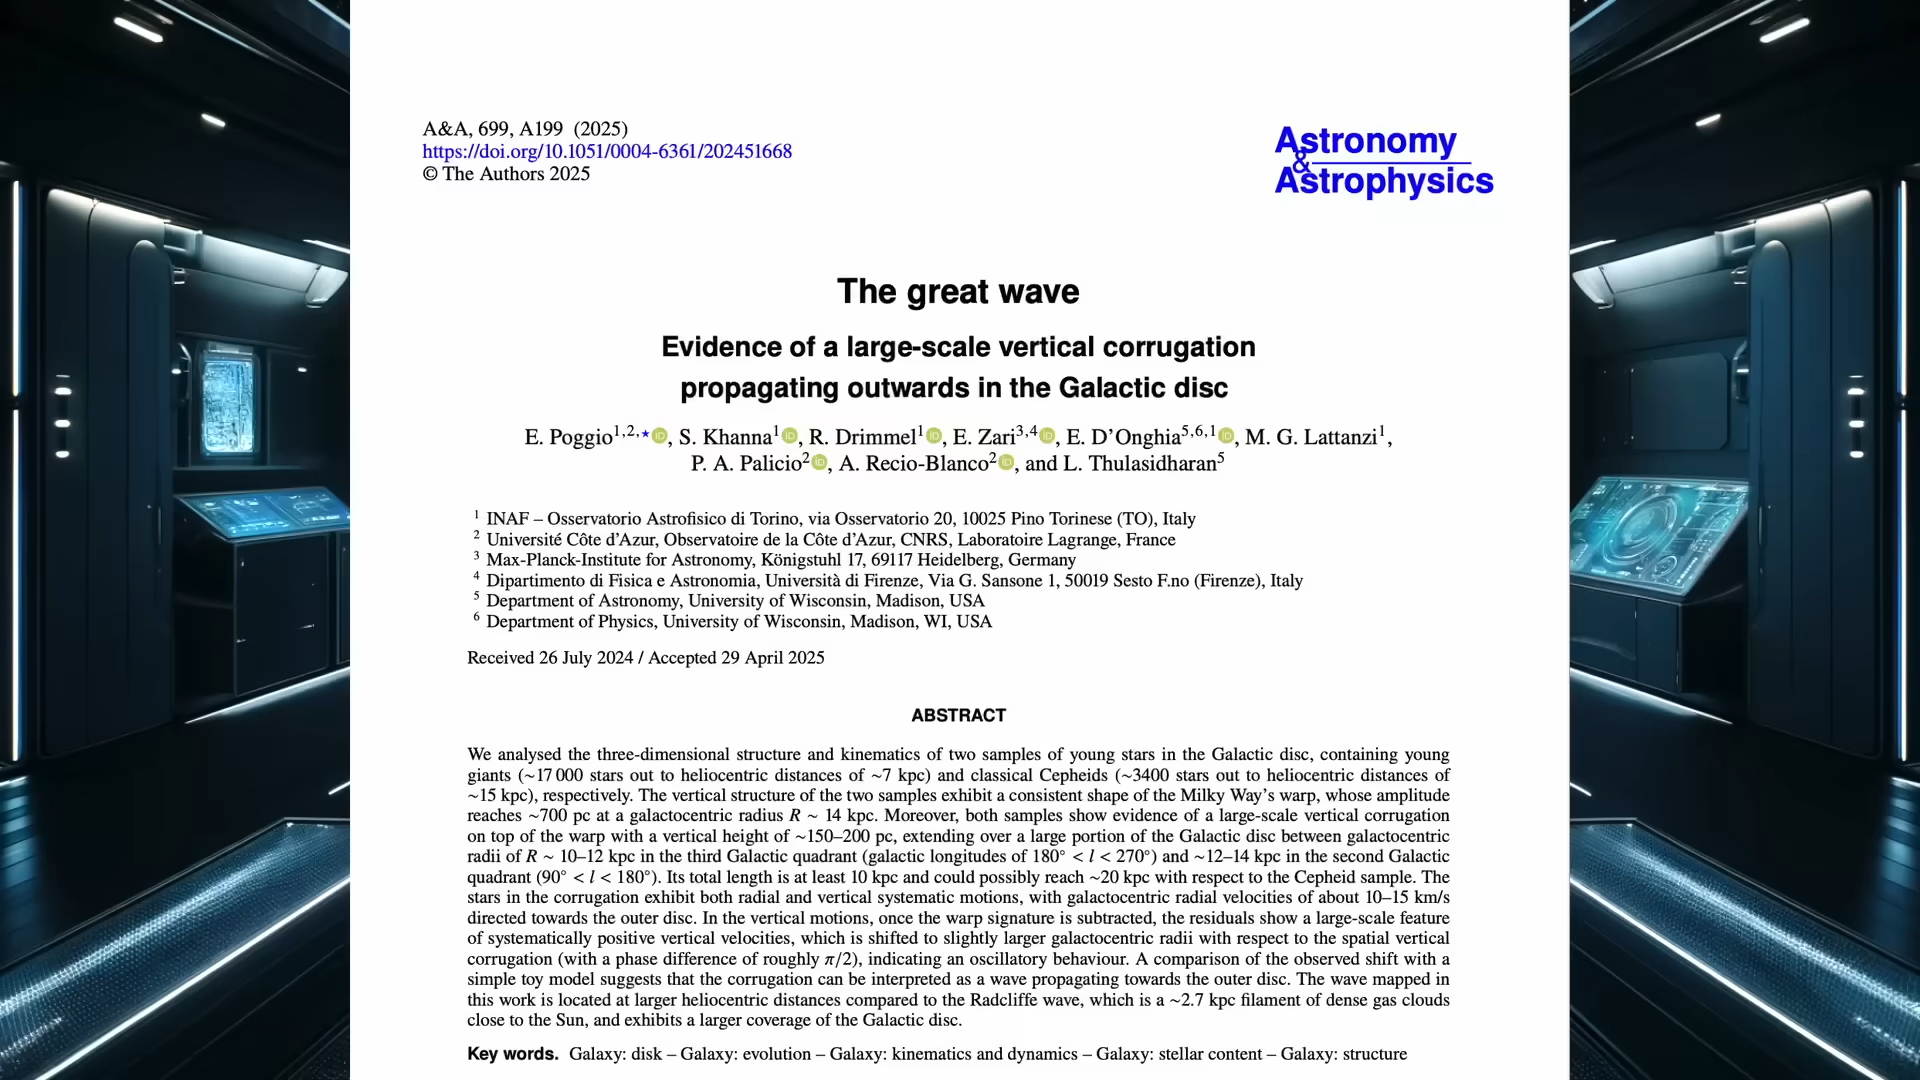 A&A, 699, A199 (2025)
https://doi.org/10.1051/0004-6361/202451668
© The Authors 2025
Astronomy
&
Astrophysics
The great wave
Evidence of a large-scale vertical corrugation
propagating outwards in the Galactic disc
E. Poggio1,2,⋆ iD, S. Khanna1 iD, R. Drimmel1 iD, E. Zari3,4 iD, E. D’Onghia5,6,1 iD, M. G. Lattanzi1,
P. A. Palicio2 iD, A. Recio-Blanco2 iD, and L. Thulasidharan5
1 INAF – Osservatorio Astrofisico di Torino, via Osservatorio 20, 10025 Pino Torinese (TO), Italy
2 Université Côte d’Azur, Observatoire de la Côte d’Azur, CNRS, Laboratoire Lagrange, France
3 Max-Planck-Institute for Astronomy, Königstuhl 17, 69117 Heidelberg, Germany
4 Dipartimento di Fisica e Astronomia, Università di Firenze, Via G. Sansone 1, 50019 Sesto F.no (Firenze), Italy
5 Department of Astronomy, University of Wisconsin, Madison, USA
6 Department of Physics, University of Wisconsin, Madison, WI, USA
Received 26 July 2024 / Accepted 29 April 2025
ABSTRACT
We analysed the three-dimensional structure and kinematics of two samples of young stars in the Galactic disc, containing young
giants (~17 000 stars out to heliocentric distances of ~7 kpc) and classical Cepheids (~3400 stars out to heliocentric distances of
~15 kpc), respectively. The vertical structure of the two samples exhibit a consistent shape of the Milky Way’s warp, whose amplitude
reaches ~700 pc at a galactocentric radius R ~ 14 kpc. Moreover, both samples show evidence of a large-scale vertical corrugation
on top of the warp with a vertical height of ~150–200 pc, extending over a large portion of the Galactic disc between galactocentric
radii of R ~ 10–12 kpc in the third Galactic quadrant (galactic longitudes of 180° < l < 270°) and ~12–14 kpc in the second Galactic
quadrant (90° < l < 180°). Its total length is at least 10 kpc and could possibly reach ~20 kpc with respect to the Cepheid sample. The
stars in the corrugation exhibit both radial and vertical systematic motions, with galactocentric radial velocities of about 10–15 km/s
directed towards the outer disc. In the vertical motions, once the warp signature is subtracted, the residuals show a large-scale feature
of systematically positive vertical velocities, which is shifted to slightly larger galactocentric radii with respect to the spatial vertical
corrugation (with a phase difference of roughly π/2), indicating an oscillatory behaviour. A comparison of the observed shift with a
simple toy model suggests that the corrugation can be interpreted as a wave propagating towards the outer disc. The wave mapped in
this work is located at larger heliocentric distances compared to the Radcliffe wave, which is a ~2.7 kpc filament of dense gas clouds
close to the Sun, and exhibits a larger coverage of the Galactic disc.
Key words. Galaxy: disk – Galaxy: evolution – Galaxy: kinematics and dynamics – Galaxy: stellar content – Galaxy: structure